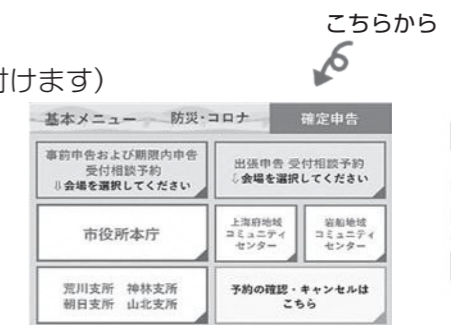 こちらから
付けます）
基本メニュー 防災・コロナ 確定申告
事前申告および期限内申告
受付相談予約
⇩会場を選択してください
出張申告 受付相談予約
⇩会場を選択してください
市役所本庁
上海府地域
コミュニティ
センター
岩船地域
コミュニティ
センター
荒川支所 神林支所
朝日支所 山北支所
予約の確認・キャンセルは
こちら